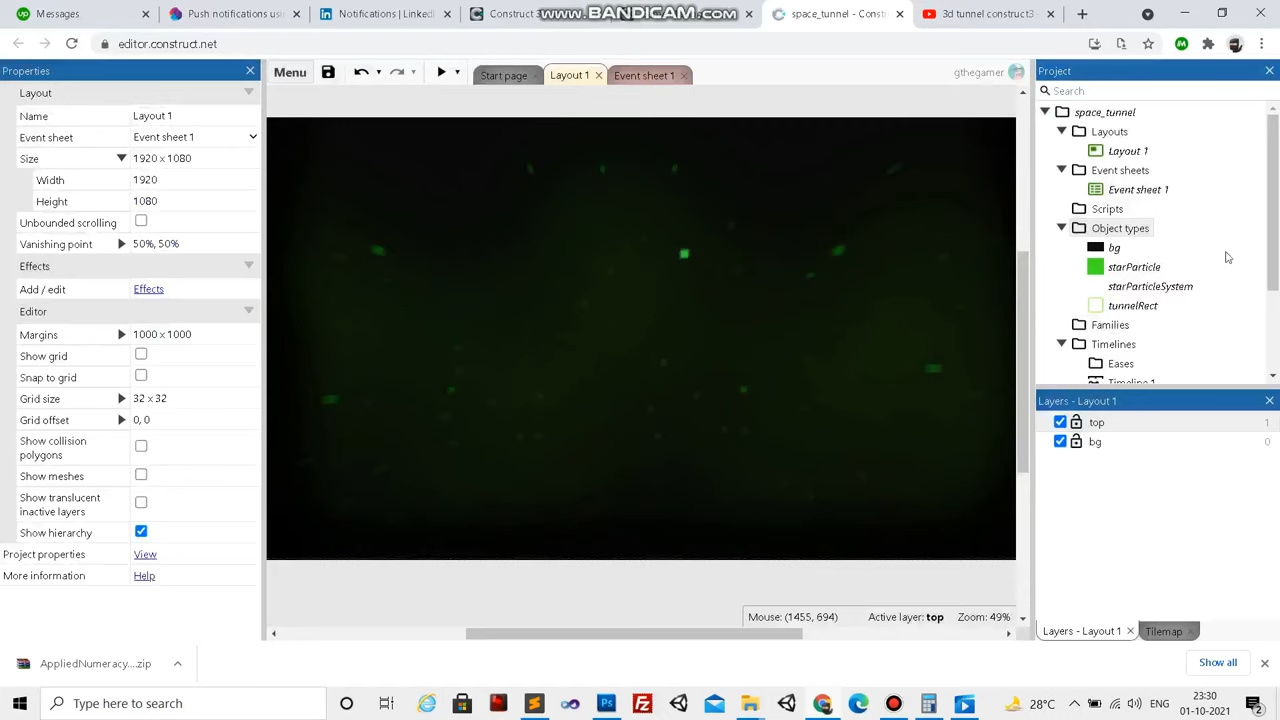 Messages
Push notifications using
Notifications | LinkedI
Construct
www.BANDICAM.com
space_tunnel - Constr
3d tunnel construct3 -
editor.construct.net
Properties
Menu
Start page
Layout 1
Event sheet 1
gthegamer
Project
Layout
Name Layout 1
Event sheet Event sheet 1
Size 1920 x 1080
Width 1920
Height 1080
Unbounded scrolling
Vanishing point 50%, 50%
Effects
Add / edit Effects
Editor
Margins 1000 x 1000
Show grid
Snap to grid
Grid size 32 x 32
Grid offset 0, 0
Show collision
polygons
Show meshes
Show translucent
inactive layers
Show hierarchy
Project properties View
More information Help
Search
space_tunnel
Layouts
Layout 1
Event sheets
Event sheet 1
Scripts
Object types
bg
starParticle
starParticleSystem
tunnelRect
Families
Timelines
Eases
Timeline 1
Layers - Layout 1
top 1
bg 0
Mouse: (1455, 694) Active layer: top Zoom: 49%
Layers - Layout 1
Tilemap
AppliedNumeracy....zip
Show all
Type here to search
28°C
ENG
23:30
01-10-2021
2